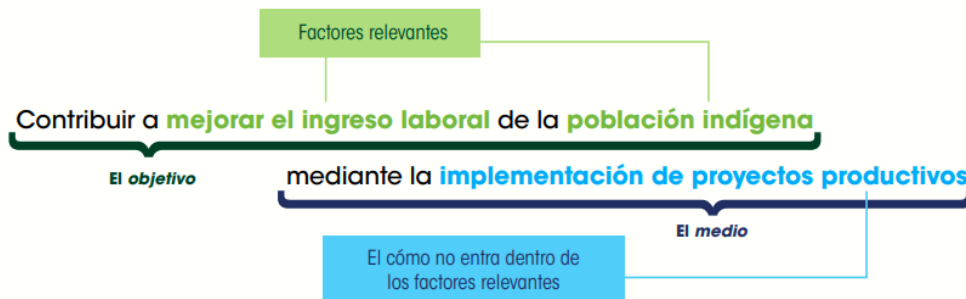 Factores relevantes
Contribuir a mejorar el ingreso laboral de la población indígena
El objetivo
mediante la implementación de proyectos productivos
El medio
El cómo no entra dentro de
los factores relevantes